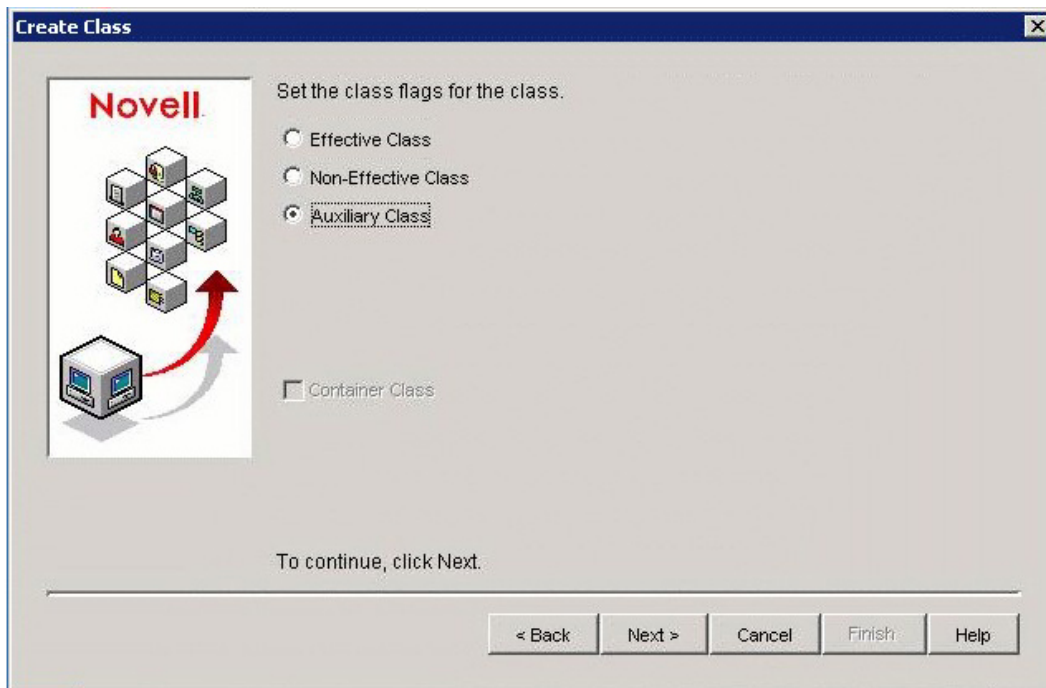 Create Class
Novell.
Set the class flags for the class.
Effective Class
Non-Effective Class
Auxiliary Class
Container Class
To continue, click Next.
< Back
Next >
Cancel
Finish
Help